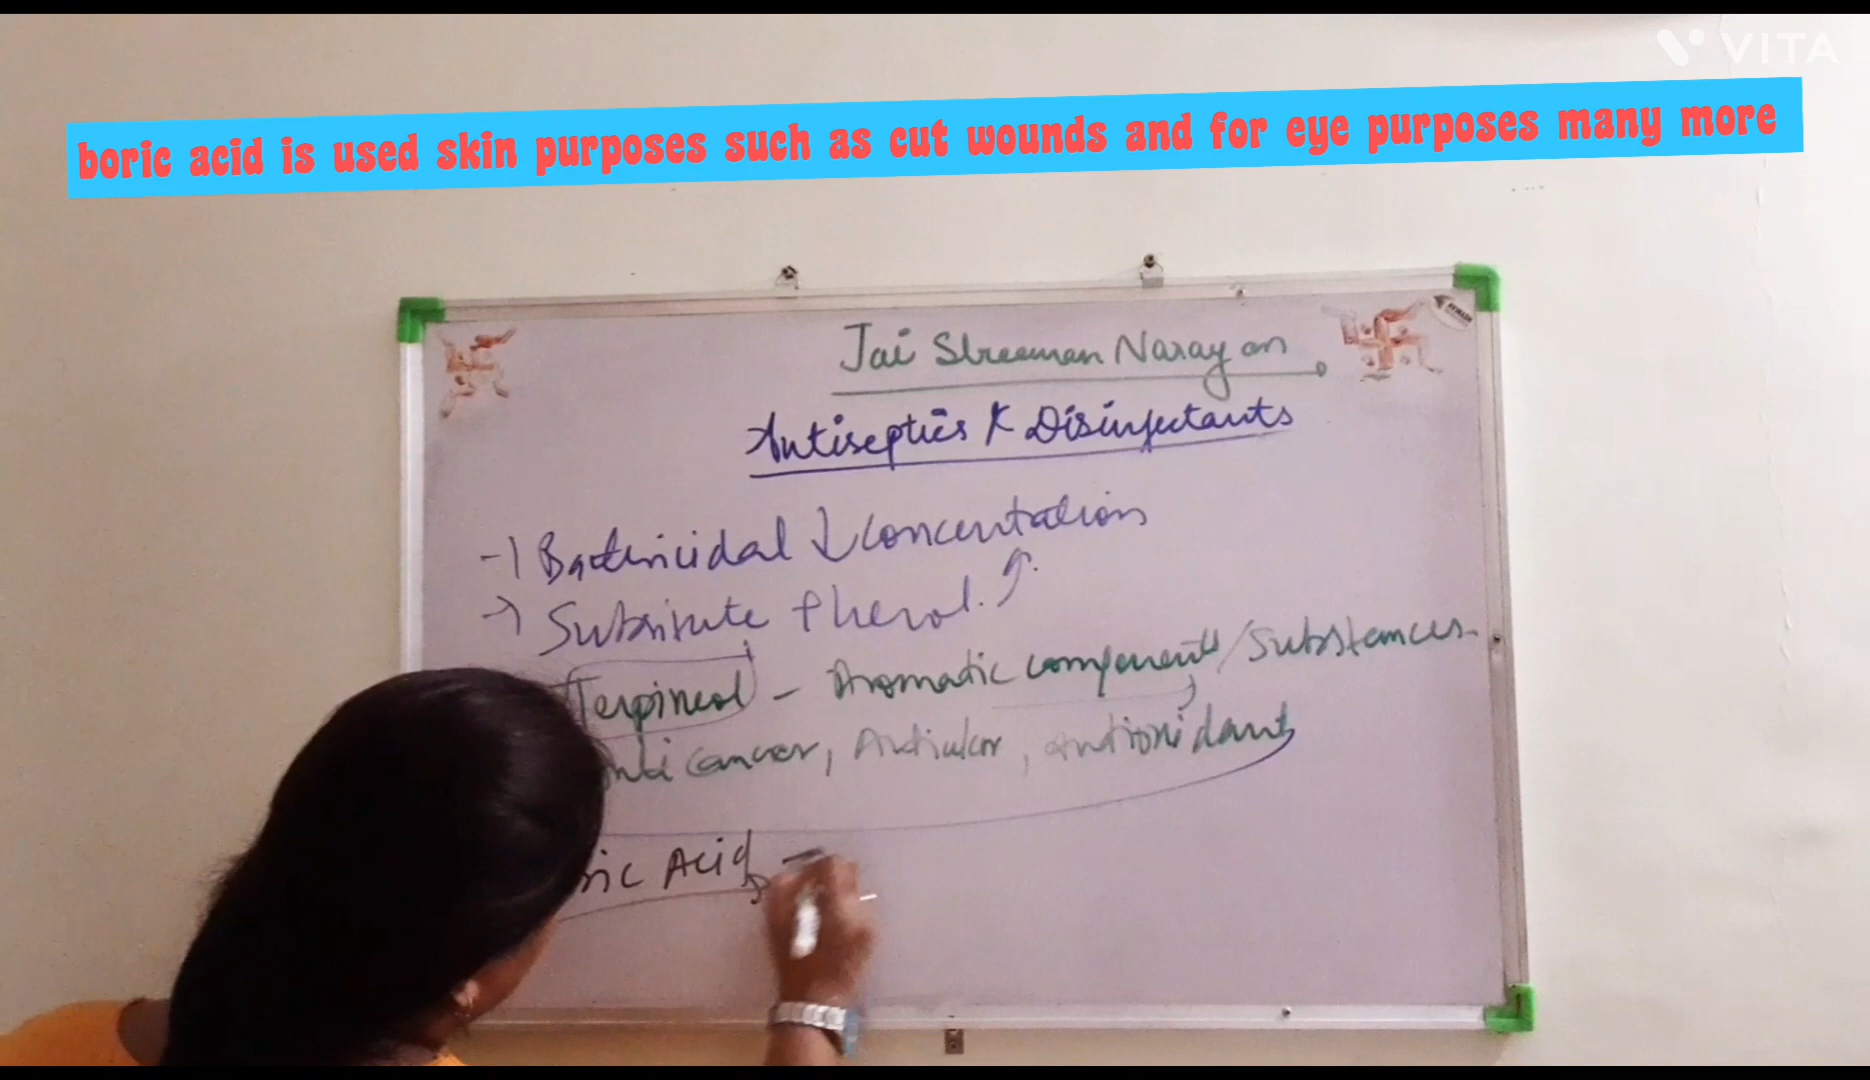 VITA
boric acid is used skin purposes such as cut wounds and for eye purposes many more
Jai Shreeman Narayan
Antiseptics & Disinfectants
→ Bactericidal ↓ concentration
→ Substitute Phenol.
Terpineol - Aromatic components/Substances.
Anti cancer, Antiulcer, antioxidant
ric Acid -